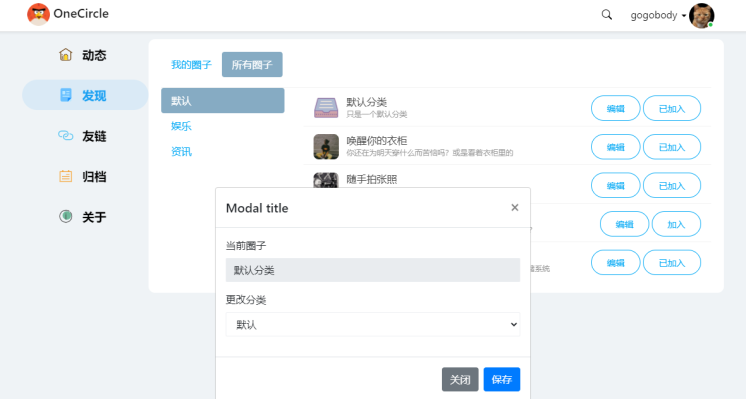 OneCircle
gogobody
动态
发现
友链
归档
关于
我的圈子 所有圈子
默认
娱乐
资讯
默认分类
只是一个默认分类
编辑 已加入
唤醒你的衣柜
你还在为明天穿什么而苦恼吗？或是看着衣柜里的
编辑 已加入
随手拍张照
编辑 已加入
编辑 加入
系统
编辑 已加入
Modal title
×
当前圈子
默认分类
更改分类
默认
关闭 保存